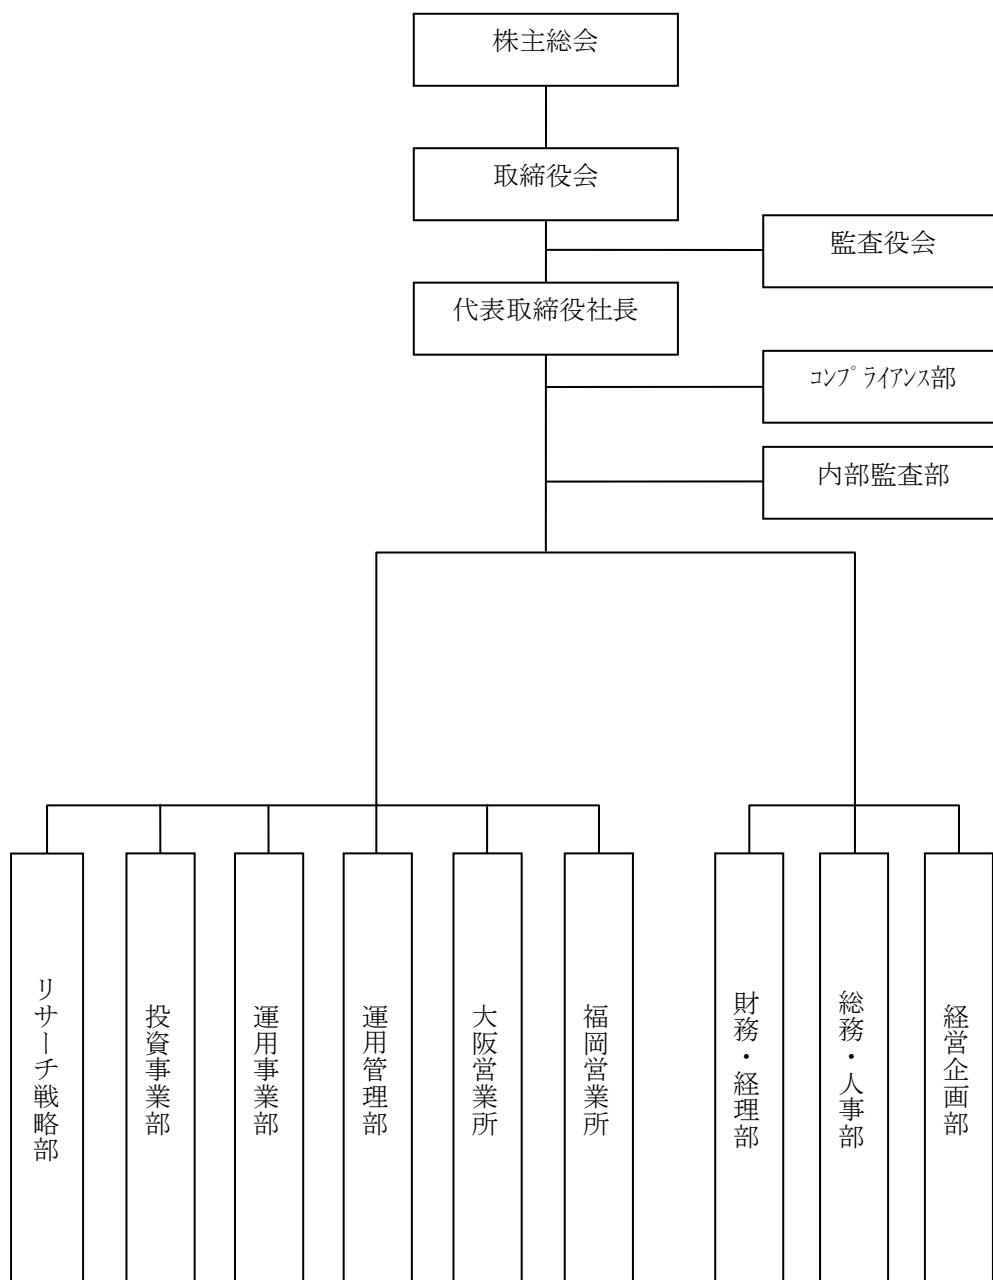 株主総会
取締役会
監査役会
代表取締役社長
ｺﾝﾌﾟﾗｲｱﾝｽ部
内部監査部
リサーチ戦略部
投資事業部
運用事業部
運用管理部
大阪営業所
福岡営業所
財務・経理部
総務・人事部
経営企画部